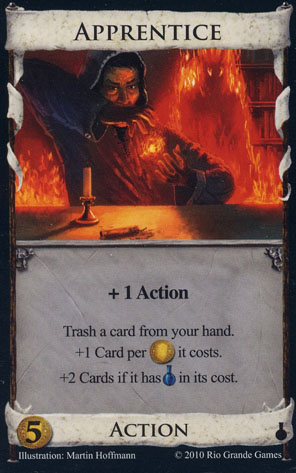 APPRENTICE
+ 1 Action
Trash a card from your hand.
+1 Card per it costs.
+2 Cards if it has in its cost.
5 ACTION
Illustration: Martin Hoffmann © 2010 Rio Grande Games